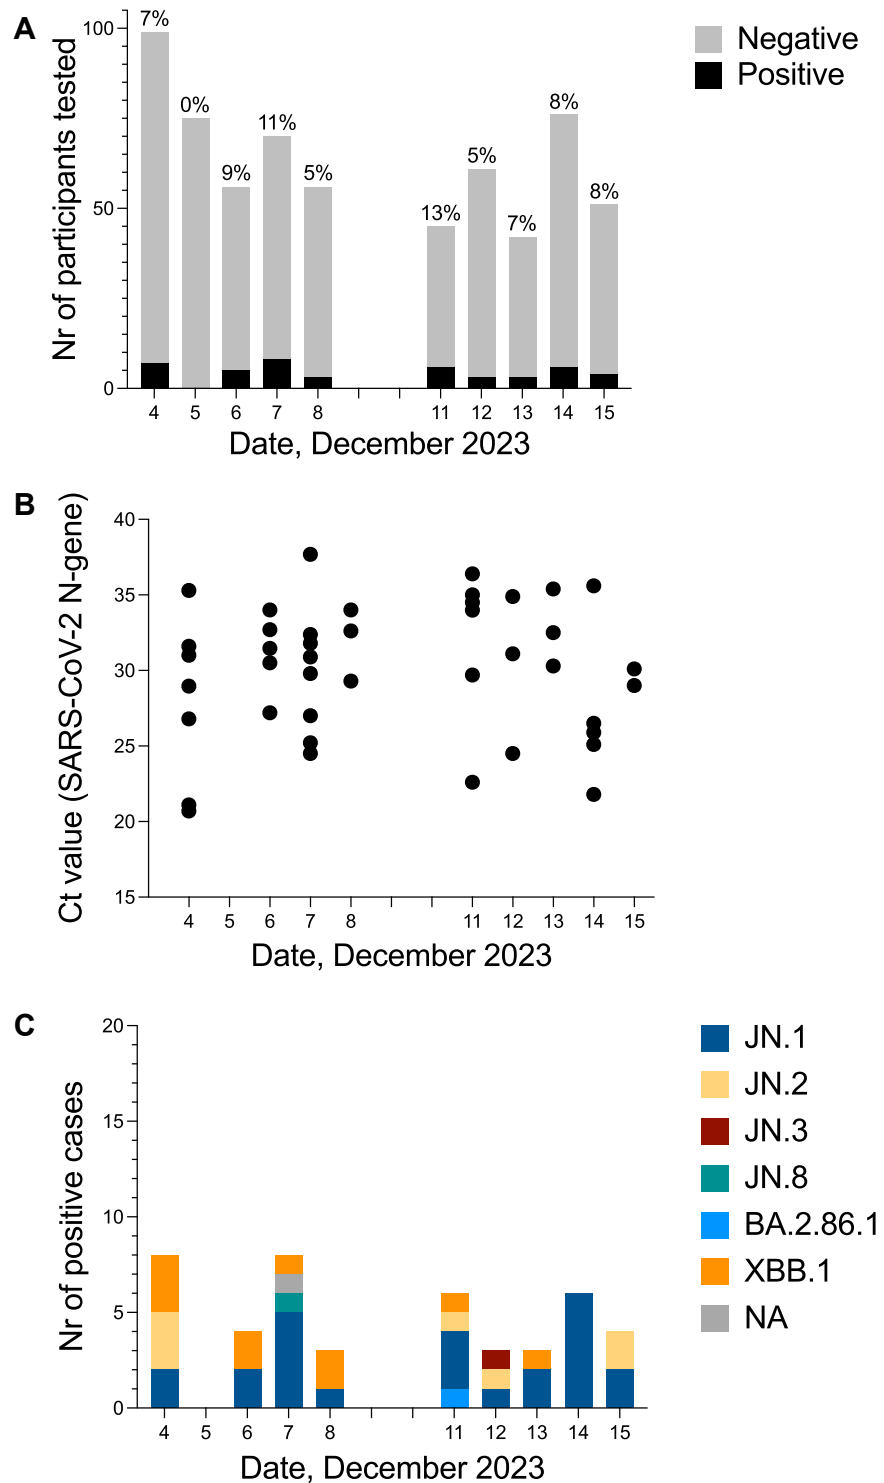 A
Nr of participants tested
100
50
0
7%
0%
9%
11%
5%
13%
5%
7%
8%
8%
4 5 6 7 8 11 12 13 14 15
Date, December 2023
Negative
Positive
B
Ct value (SARS-CoV-2 N-gene)
40
35
30
25
20
15
4 5 6 7 8 11 12 13 14 15
Date, December 2023
C
Nr of positive cases
20
15
10
5
0
4 5 6 7 8 11 12 13 14 15
Date, December 2023
JN.1
JN.2
JN.3
JN.8
BA.2.86.1
XBB.1
NA